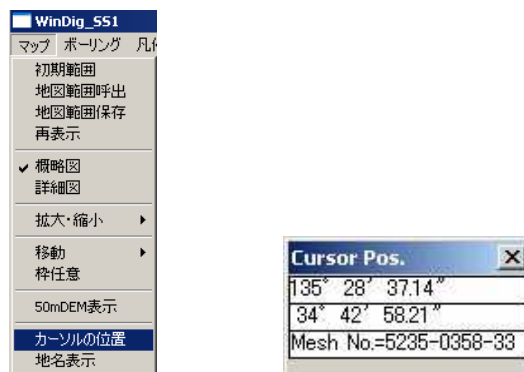 WinDig_SS1
マップ ボーリング
初期範囲
地図範囲呼出
地図範囲保存
再表示
概略図
詳細図
拡大・縮小
移動
枠任意
50mDEM表示
カーソルの位置
地名表示
Cursor Pos.
135° 28′ 37.14″
34° 42′ 58.21″
Mesh No.=5235-0358-33